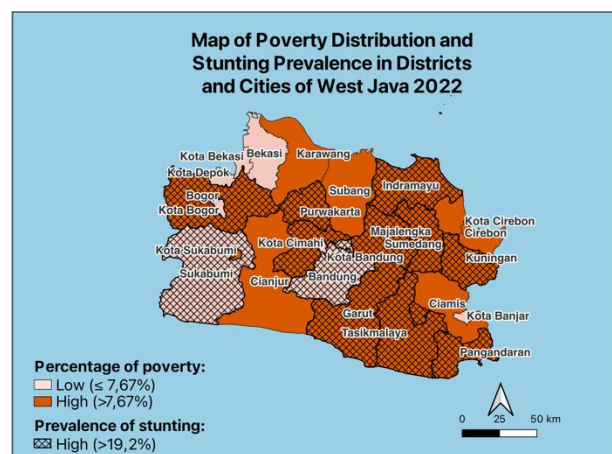 Map of Poverty Distribution and
Stunting Prevalence in Districts
and Cities of West Java 2022
Kota Bekasi
Bekasi
Karawang
Kota Depok
Subang
Indramayu
Bogor
Kota Bogor
Purwakarta
Kota Cirebon
Cirebon
Majalengka
Sumedang
Kota Cimahi
Kota Sukabumi
Kota Bandung
Kuningan
Sukabumi
Bandung
Cianjur
Ciamis
Garut
Kota Banjar
Tasikmalaya
Pangandaran
Percentage of poverty:
Low (≤ 7,67%)
High (>7,67%)
Prevalence of stunting:
High (>19,2%)
0 25 50 km